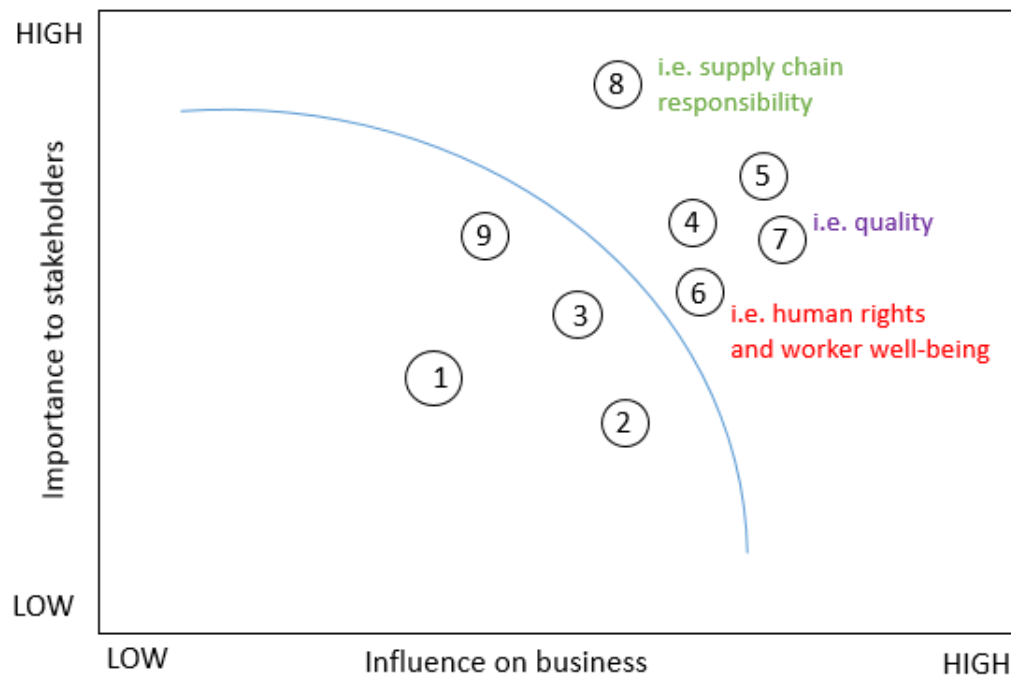 HIGH
8
i.e. supply chain
responsibility
5
4
7
i.e. quality
9
6
i.e. human rights
and worker well-being
3
1
2
Importance to stakeholders
LOW
LOW
Influence on business
HIGH